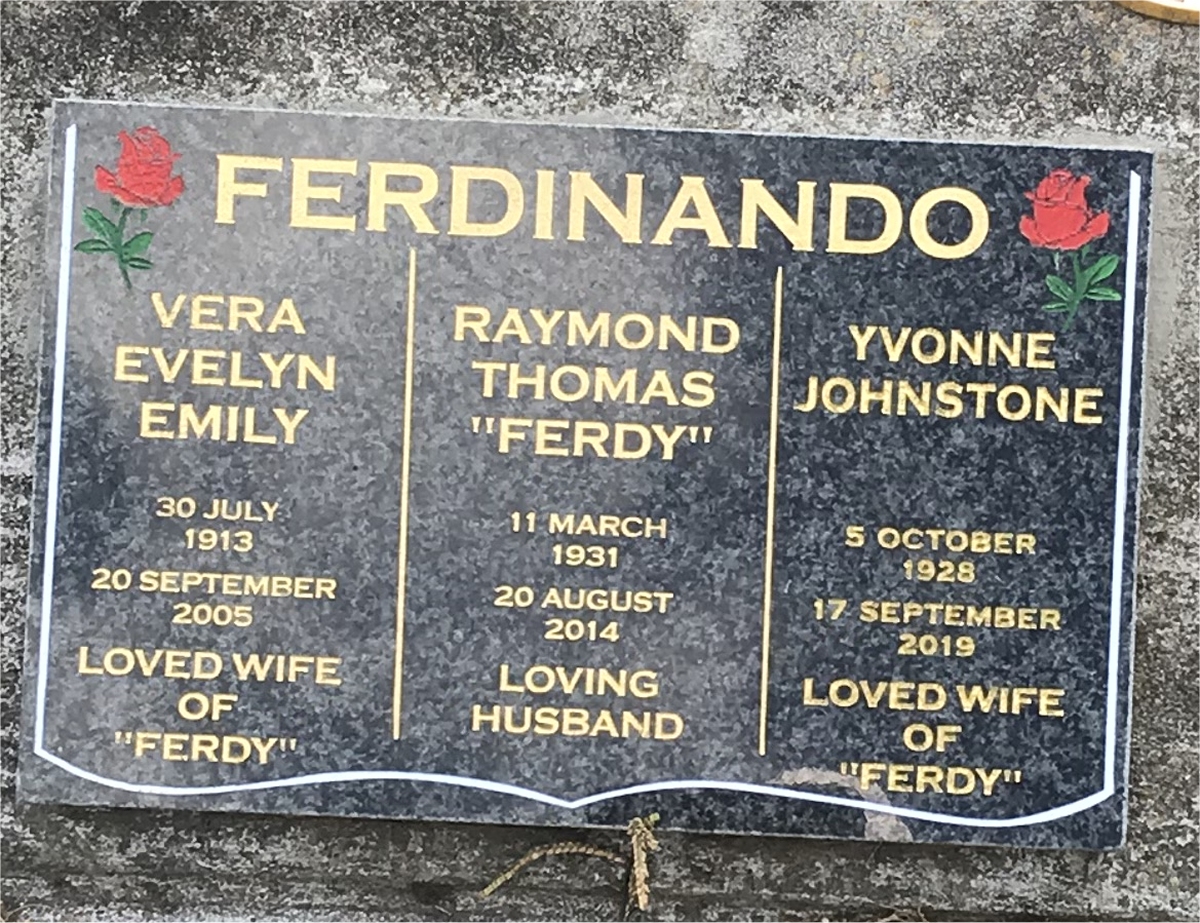 FERDINANDO
VERA
EVELYN
EMILY
30 JULY
1913
20 SEPTEMBER
2005
LOVED WIFE
OF
"FERDY"
RAYMOND
THOMAS
"FERDY"
11 MARCH
1931
20 AUGUST
2014
LOVING
HUSBAND
YVONNE
JOHNSTONE
5 OCTOBER
1928
17 SEPTEMBER
2019
LOVED WIFE
OF
"FERDY"